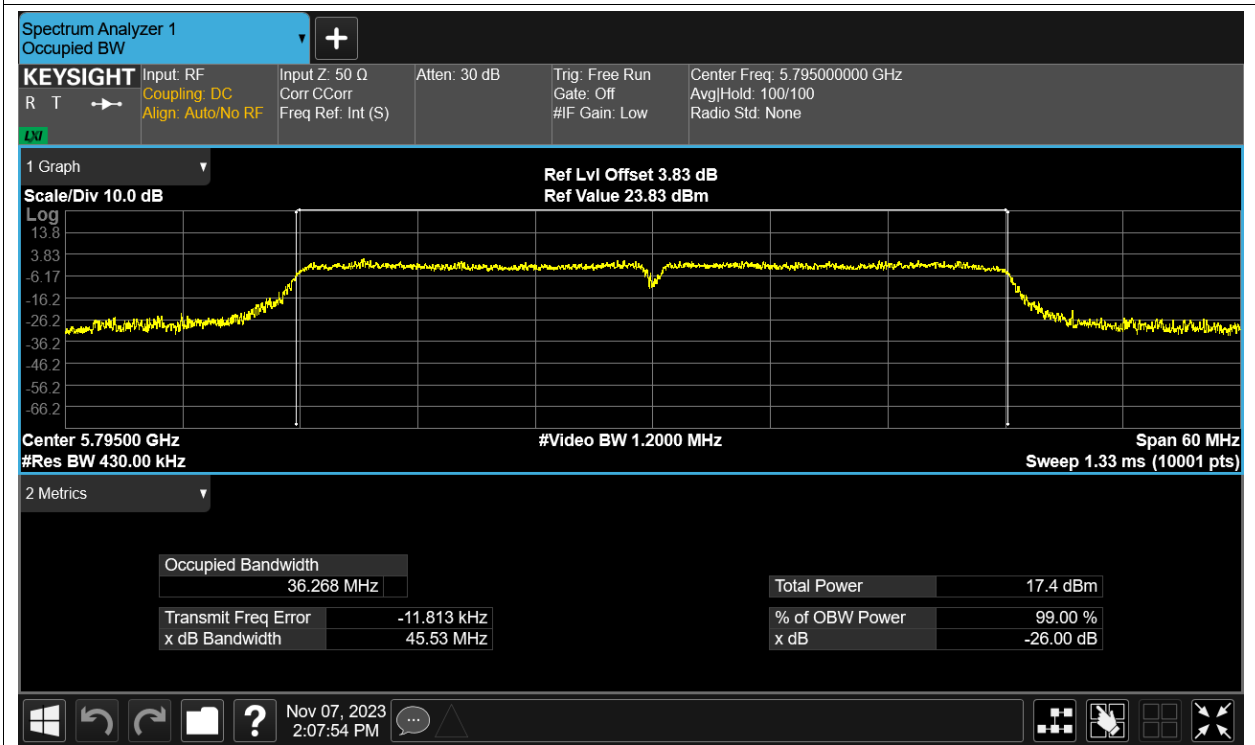 Spectrum Analyzer 1
Occupied BW
+
KEYSIGHT
R T
LXI
Input: RF
Coupling: DC
Align: Auto/No RF
Input Z: 50 Ω
Corr CCorr
Freq Ref: Int (S)
Atten: 30 dB
Trig: Free Run
Gate: Off
#IF Gain: Low
Center Freq: 5.795000000 GHz
Avg|Hold: 100/100
Radio Std: None
1 Graph
Scale/Div 10.0 dB
Ref Lvl Offset 3.83 dB
Ref Value 23.83 dBm
Log
13.8
3.83
-6.17
-16.2
-26.2
-36.2
-46.2
-56.2
-66.2
Center 5.79500 GHz
#Res BW 430.00 kHz
#Video BW 1.2000 MHz
Span 60 MHz
Sweep 1.33 ms (10001 pts)
2 Metrics
Occupied Bandwidth
36.268 MHz
Transmit Freq Error -11.813 kHz
x dB Bandwidth 45.53 MHz
Total Power 17.4 dBm
% of OBW Power 99.00 %
x dB -26.00 dB
?
Nov 07, 2023
2:07:54 PM